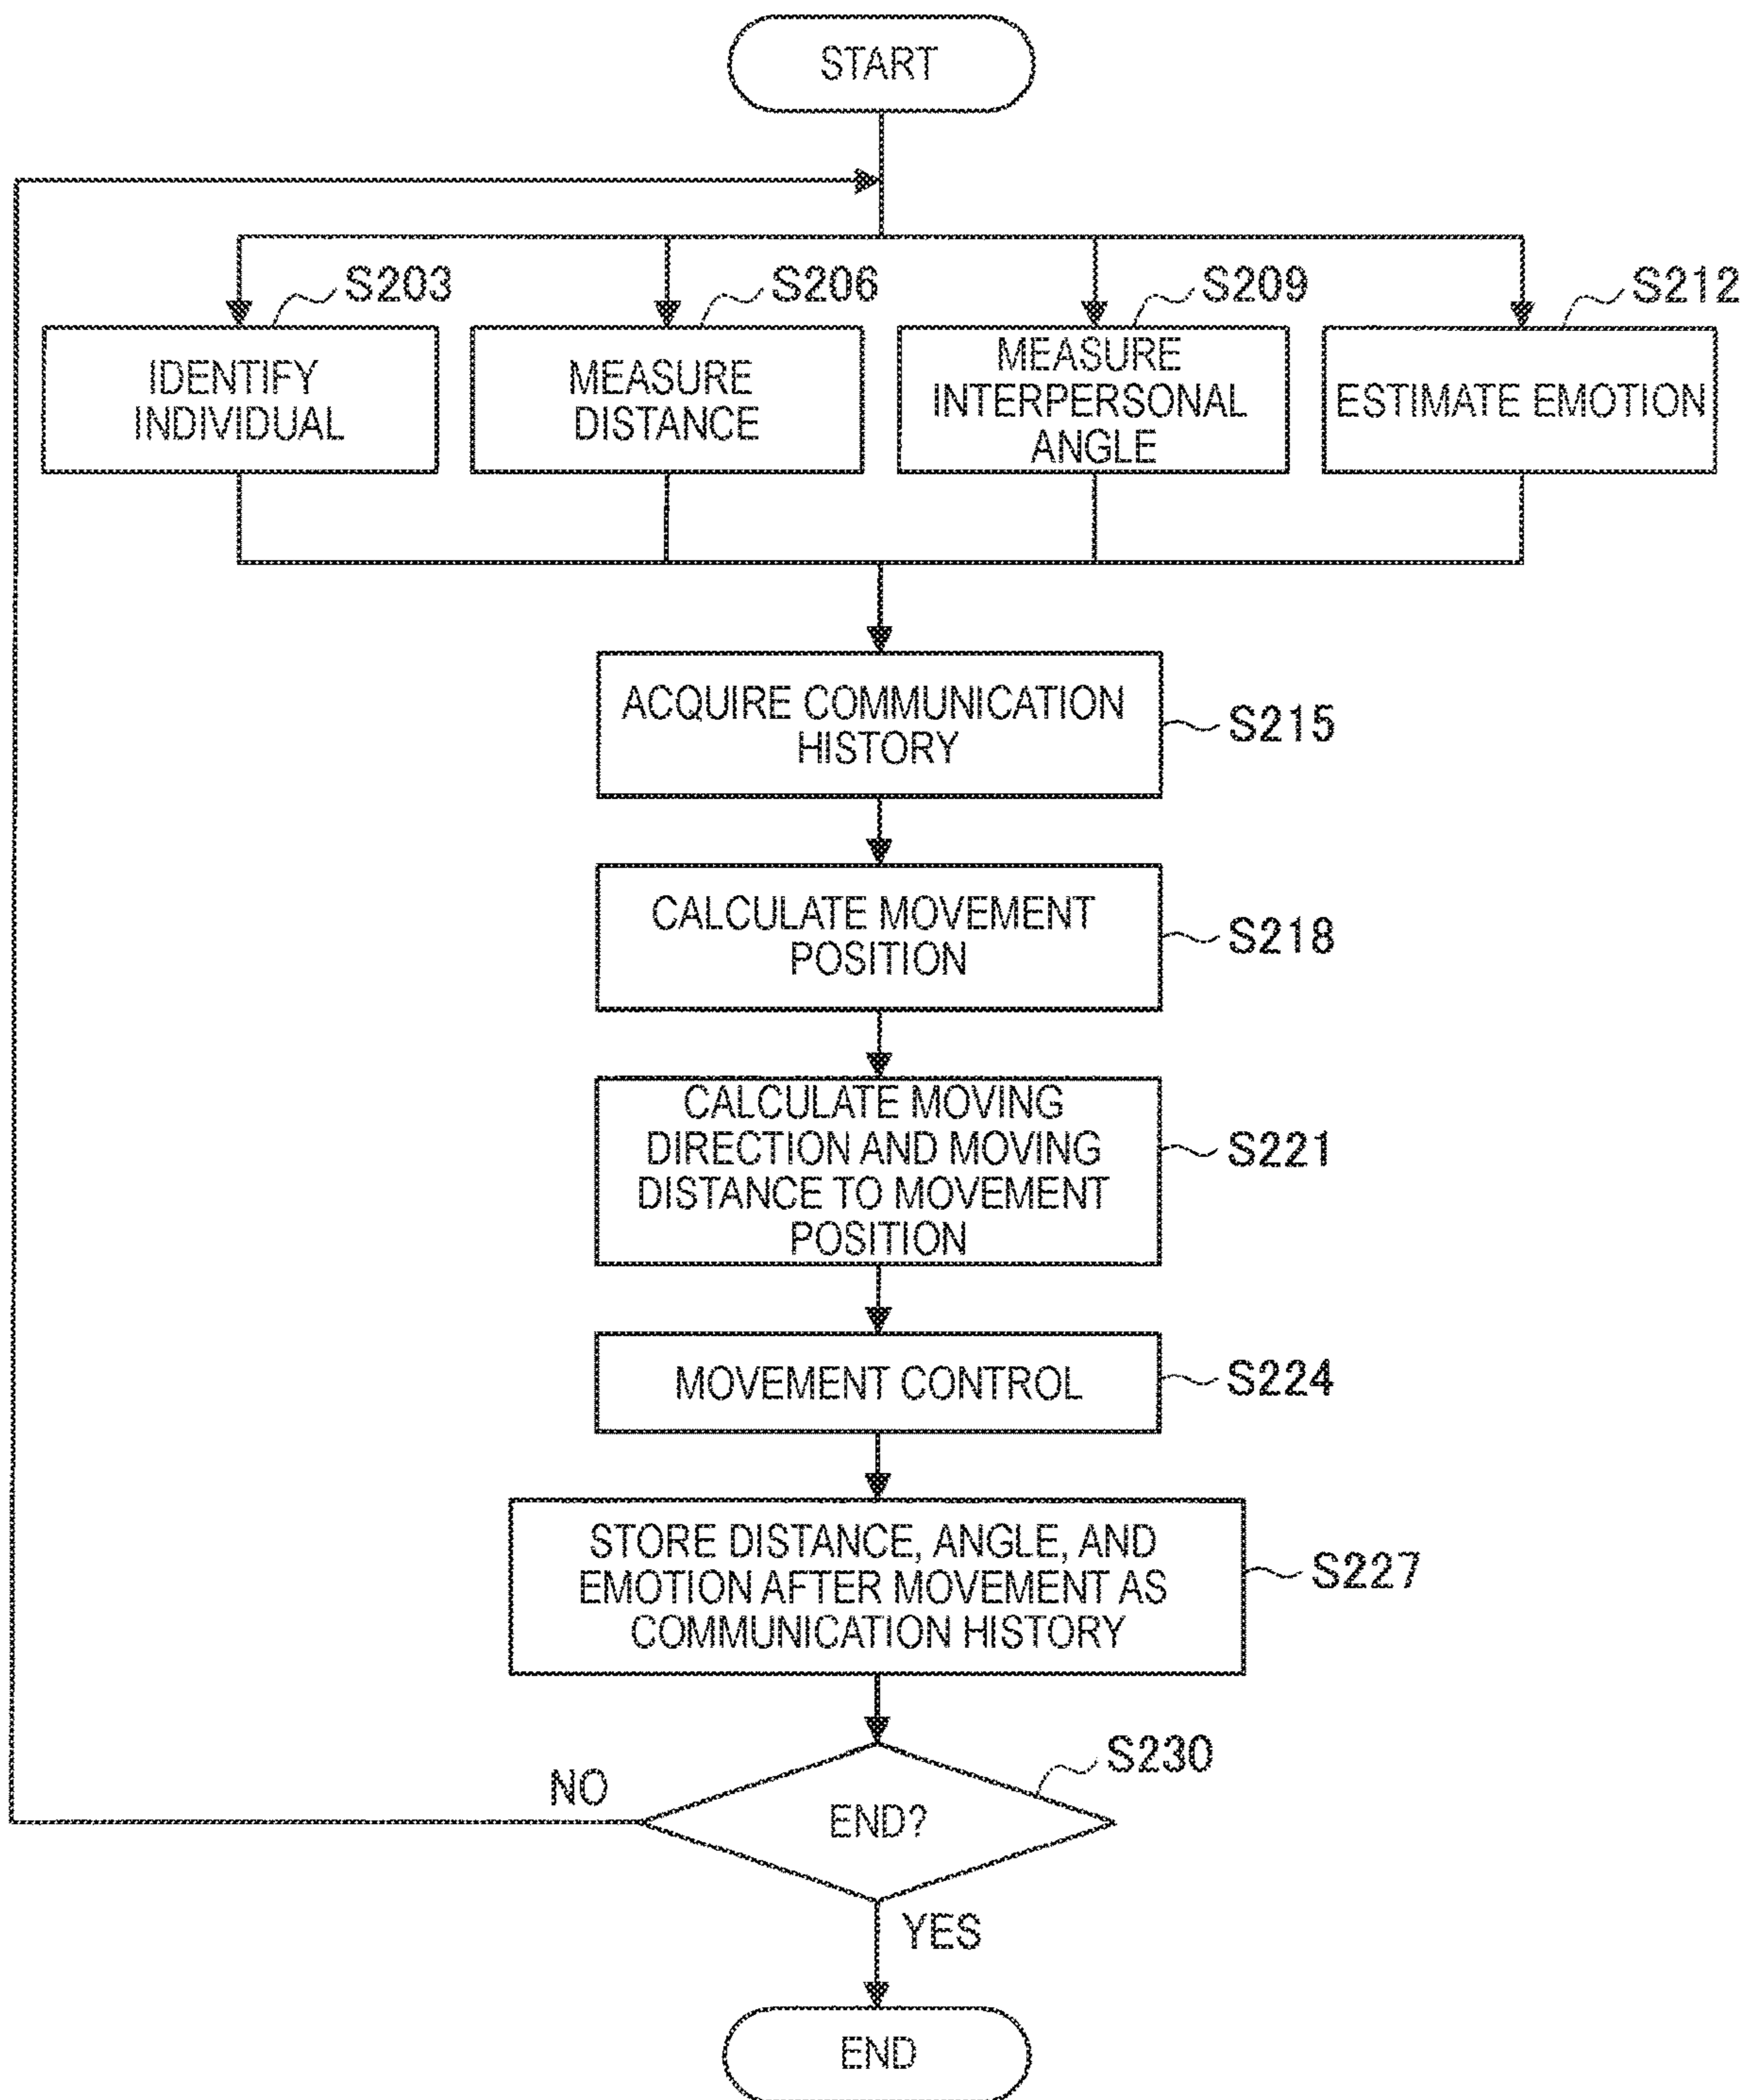 START
S203
S206
S209
S212
IDENTIFY
INDIVIDUAL
MEASURE
DISTANCE
MEASURE
INTERPERSONAL
ANGLE
ESTIMATE EMOTION
ACQUIRE COMMUNICATION
HISTORY
S215
CALCULATE MOVEMENT
POSITION
S218
CALCULATE MOVING
DIRECTION AND MOVING
DISTANCE TO MOVEMENT
POSITION
S221
MOVEMENT CONTROL
S224
STORE DISTANCE, ANGLE, AND
EMOTION AFTER MOVEMENT AS
COMMUNICATION HISTORY
S227
S230
NO
END?
YES
END